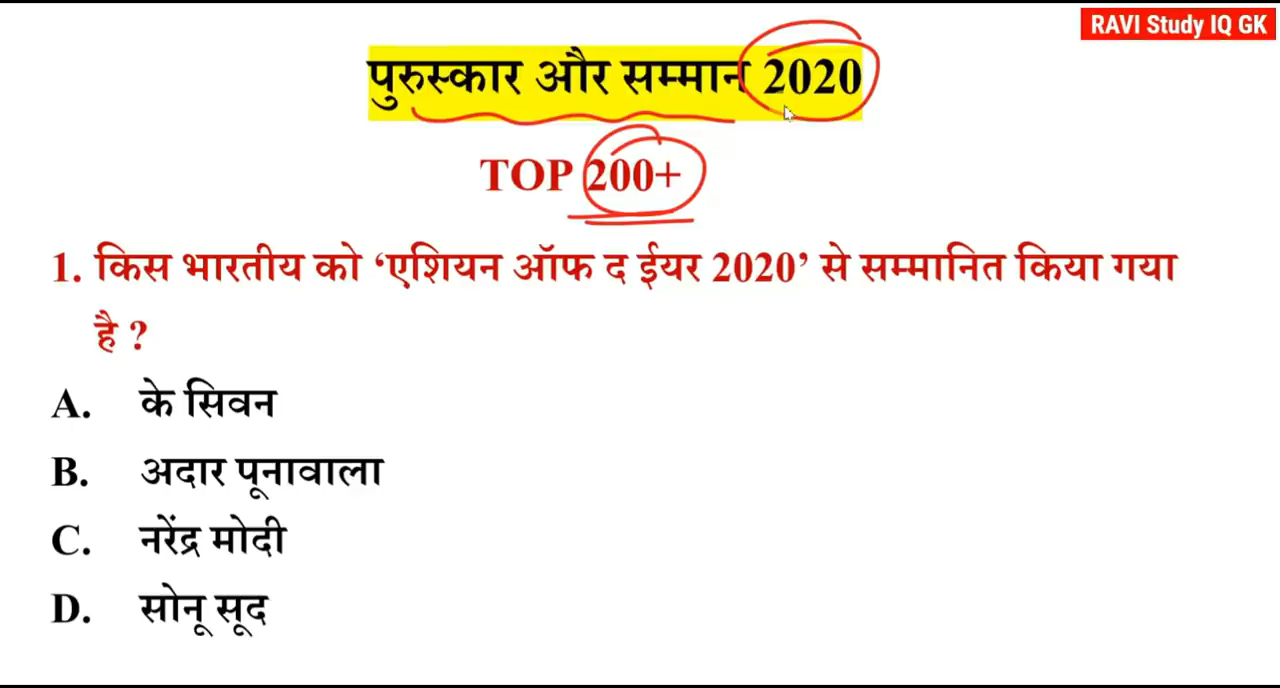 RAVI Study IQ GK
पुरुस्कार और सम्मान 2020
TOP 200+
1. किस भारतीय को ‘एशियन ऑफ द ईयर 2020’ से सम्मानित किया गया
है ?
A. के सिवन
B. अदार पूनावाला
C. नरेंद्र मोदी
D. सोनू सूद